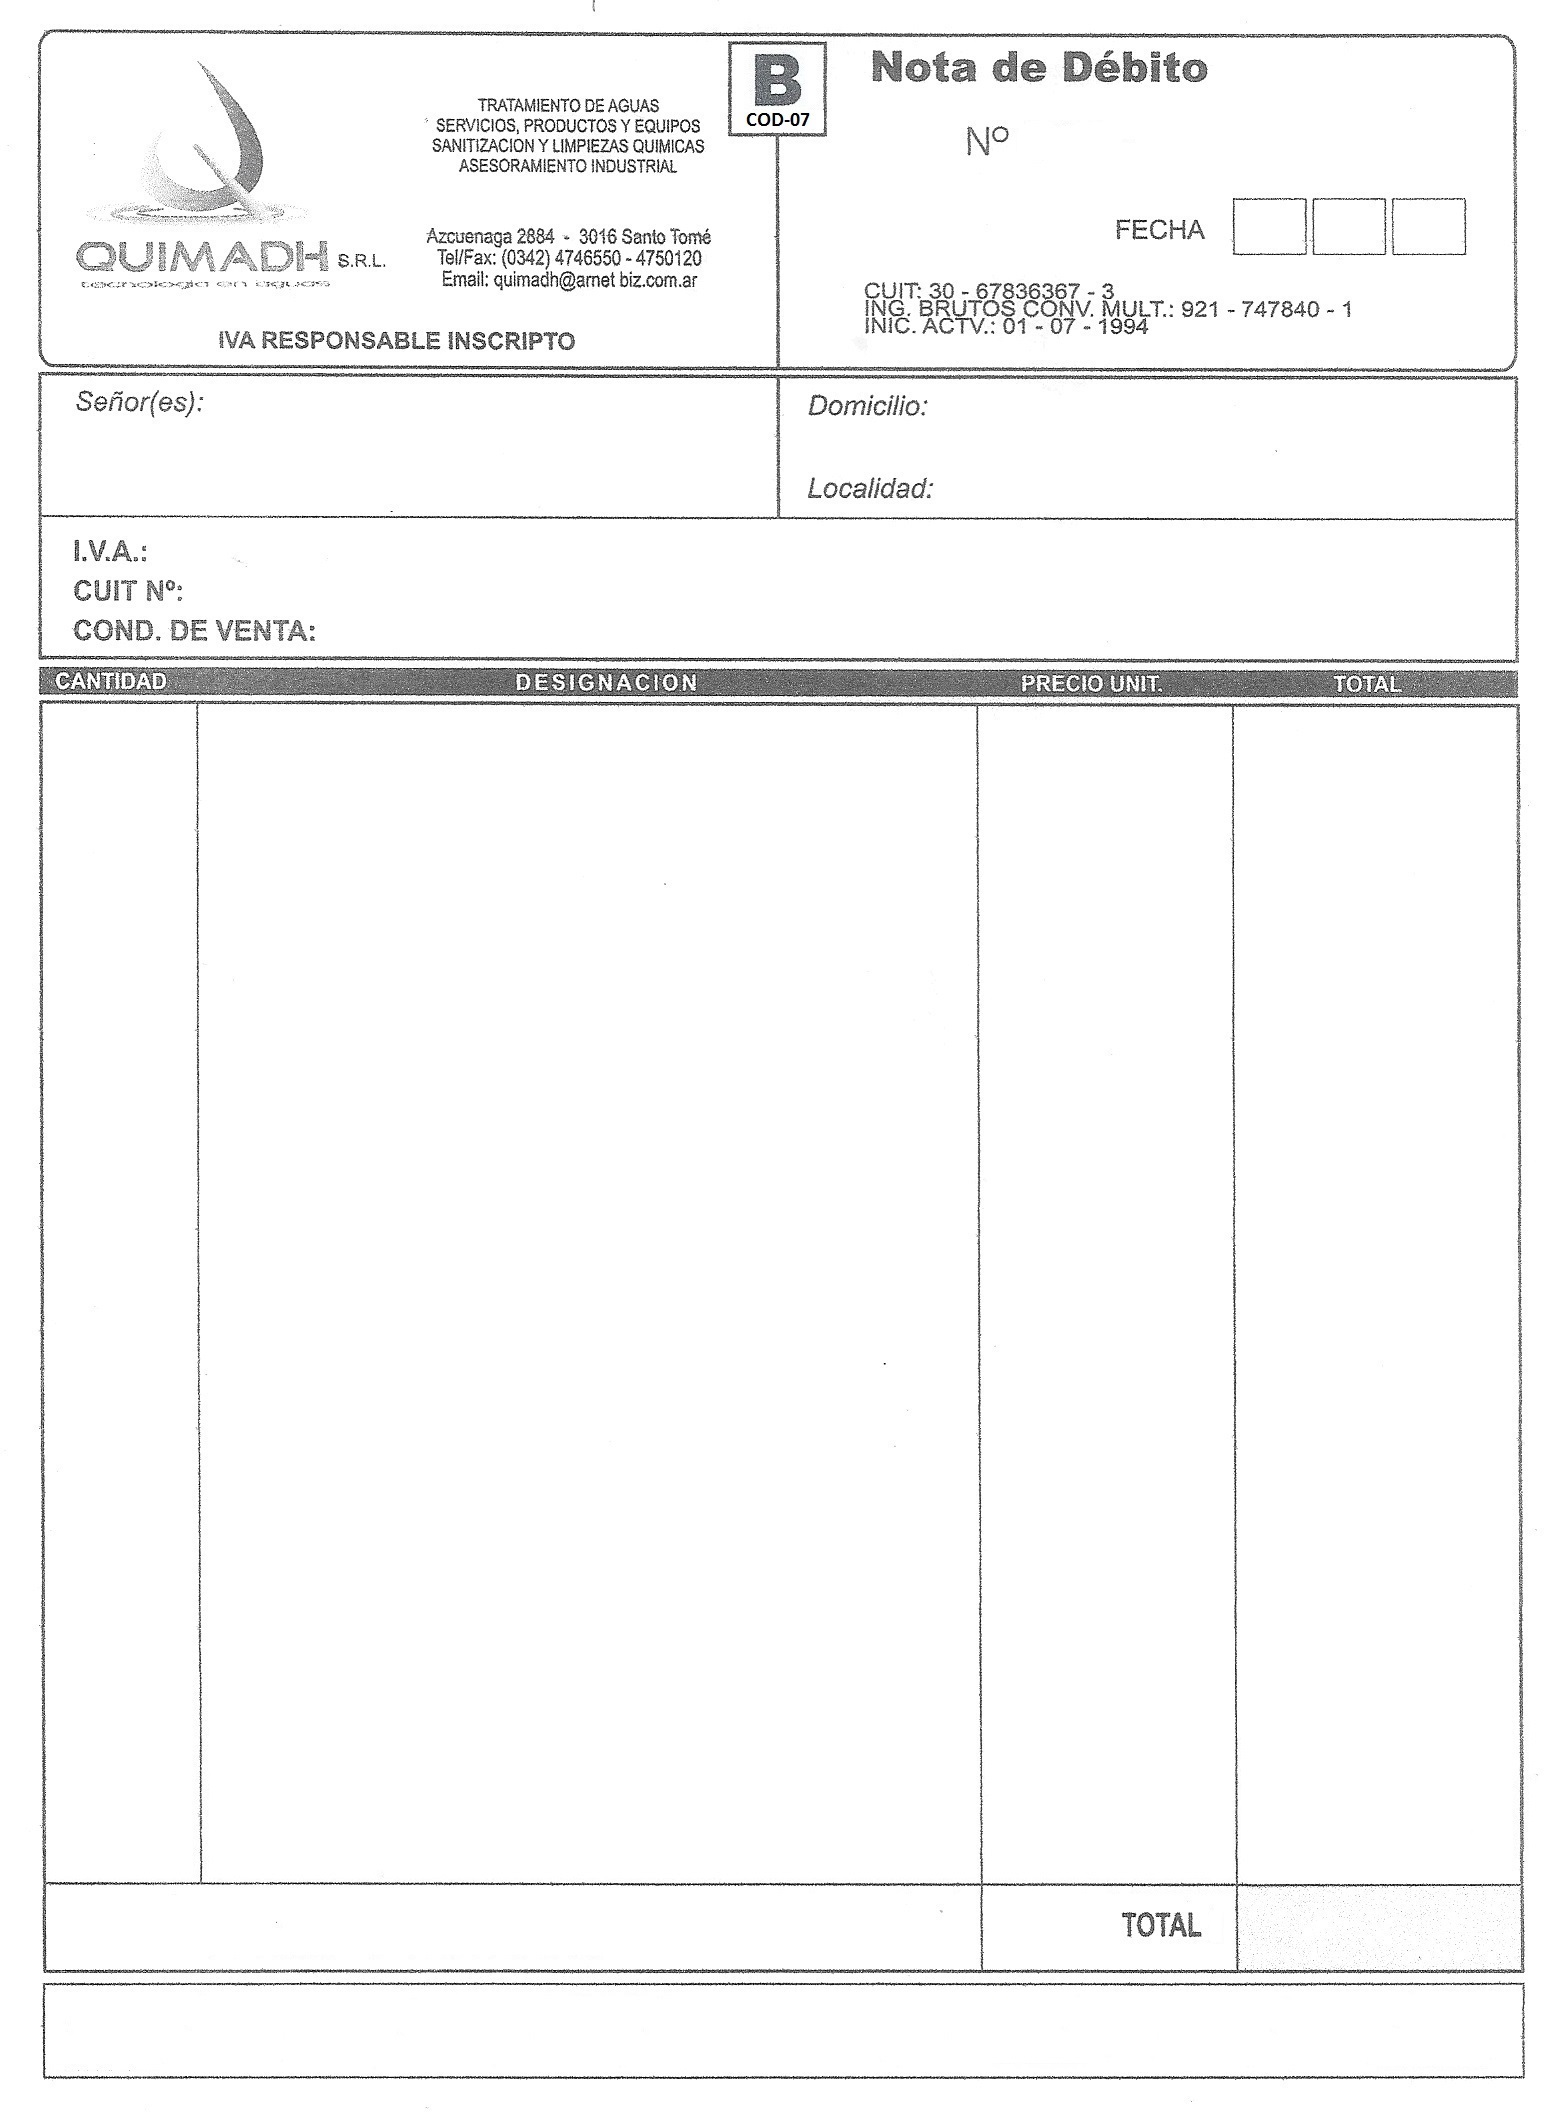 QUIMADH S.R.L.
tecnología en aguas
TRATAMIENTO DE AGUAS
SERVICIOS, PRODUCTOS Y EQUIPOS
SANITIZACION Y LIMPIEZAS QUIMICAS
ASESORAMIENTO INDUSTRIAL
Azcuenaga 2884 - 3016 Santo Tomé
Tel/Fax: (0342) 4746550 - 4750120
Email: quimadh@arnet biz.com.ar
IVA RESPONSABLE INSCRIPTO
B
COD-07
Nota de Débito
Nº
FECHA
CUIT: 30 - 67836367 - 3
ING. BRUTOS CONV. MULT.: 921 - 747840 - 1
INIC. ACTV.: 01 - 07 - 1994
Señor(es):
Domicilio:
Localidad:
I.V.A.:
CUIT Nº:
COND. DE VENTA:
CANTIDAD DESIGNACION PRECIO UNIT. TOTAL
TOTAL